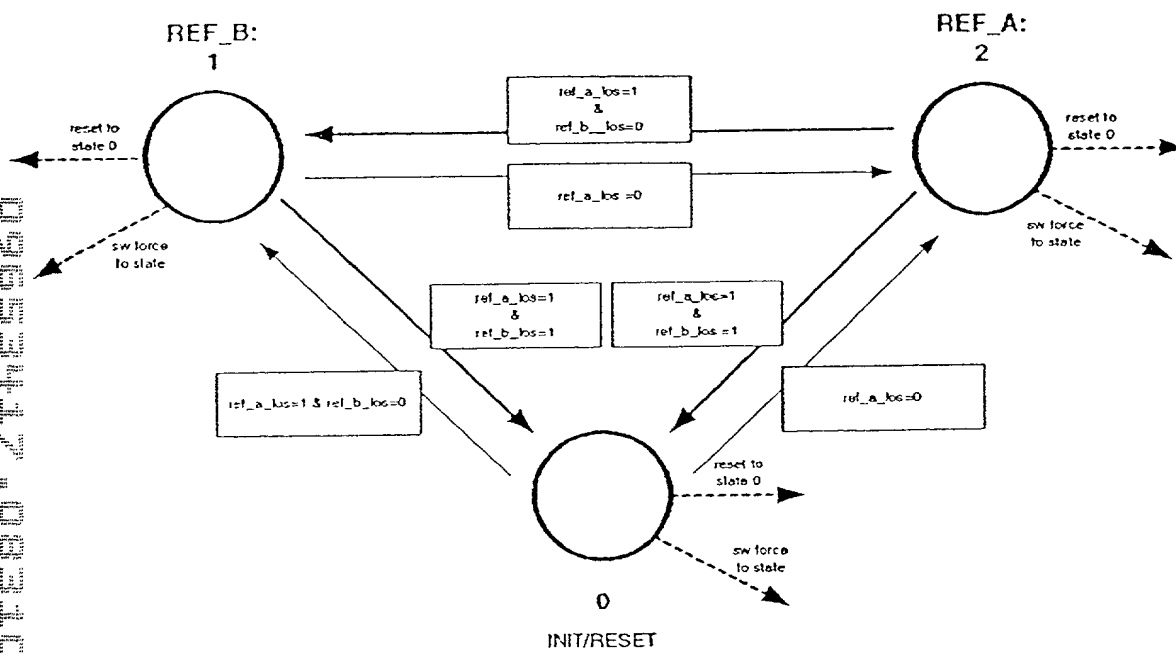 REF_B:
1
REF_A:
2
ref_a_los=1
&
ref_b__los=0
ref_a_los =0
reset to
state 0
sw force
to state
reset to
state 0
sw force
to state
ref_a_los=1
&
ref_b_los=1
ref_a_los=1
&
ref_b_los =1
ref_a_los=1 & ref_b_los=0
ref_a_los=0
reset to
state 0
sw force
to state
0
INIT/RESET